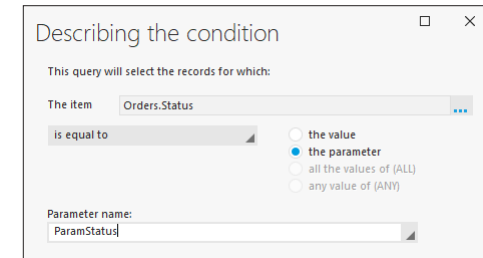 Describing the condition
This query will select the records for which:
The item Orders.Status ...
is equal to
the value
the parameter
all the values of (ALL)
any value of (ANY)
Parameter name:
ParamStatus